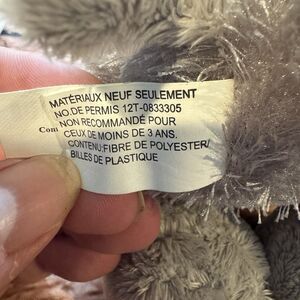 MATÉRIAUX NEUF SEULEMENT
NO.DE PERMIS 12T-0833305
NON RECOMMANDÉ POUR
CEUX DE MOINS DE 3 ANS.
CONTENU:FIBRE DE POLYESTER/
BILLES DE PLASTIQUE